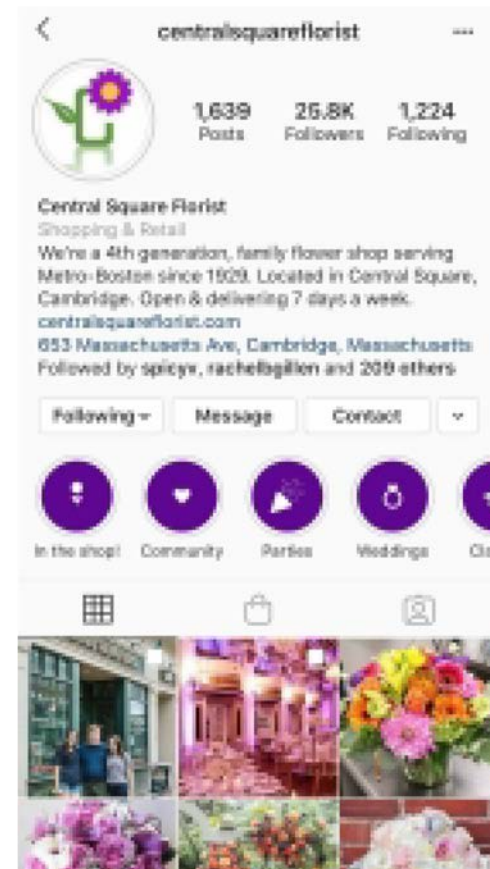 centralsquareflorist
1,639 25.8K 1,224
Posts Followers Following
Central Square Florist
Shopping & Retail
We're a 4th generation, family flower shop serving
Metro-Boston since 1929. Located in Central Square,
Cambridge. Open & delivering 7 days a week.
centralsquareflorist.com
653 Massachusetts Ave, Cambridge, Massachusetts
Followed by spicyv, rachelbgillen and 209 others
Following Message Contact
In the shop! Community Parties Weddings